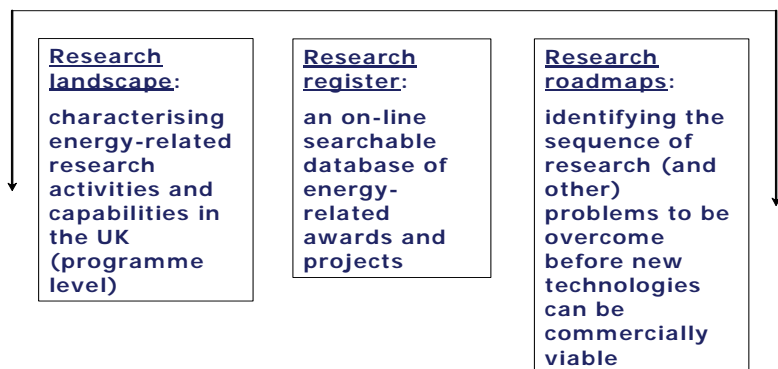 Research
landscape:
characterising
energy-related
research
activities and
capabilities in
the UK
(programme
level)
Research
register:
an on-line
searchable
database of
energy-
related
awards and
projects
Research
roadmaps:
identifying the
sequence of
research (and
other)
problems to be
overcome
before new
technologies
can be
commercially
viable